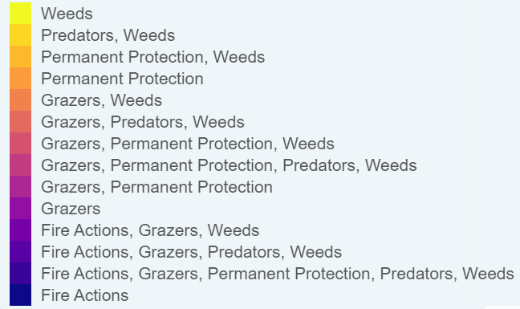 Weeds
Predators, Weeds
Permanent Protection, Weeds
Permanent Protection
Grazers, Weeds
Grazers, Predators, Weeds
Grazers, Permanent Protection, Weeds
Grazers, Permanent Protection, Predators, Weeds
Grazers, Permanent Protection
Grazers
Fire Actions, Grazers, Weeds
Fire Actions, Grazers, Predators, Weeds
Fire Actions, Grazers, Permanent Protection, Predators, Weeds
Fire Actions